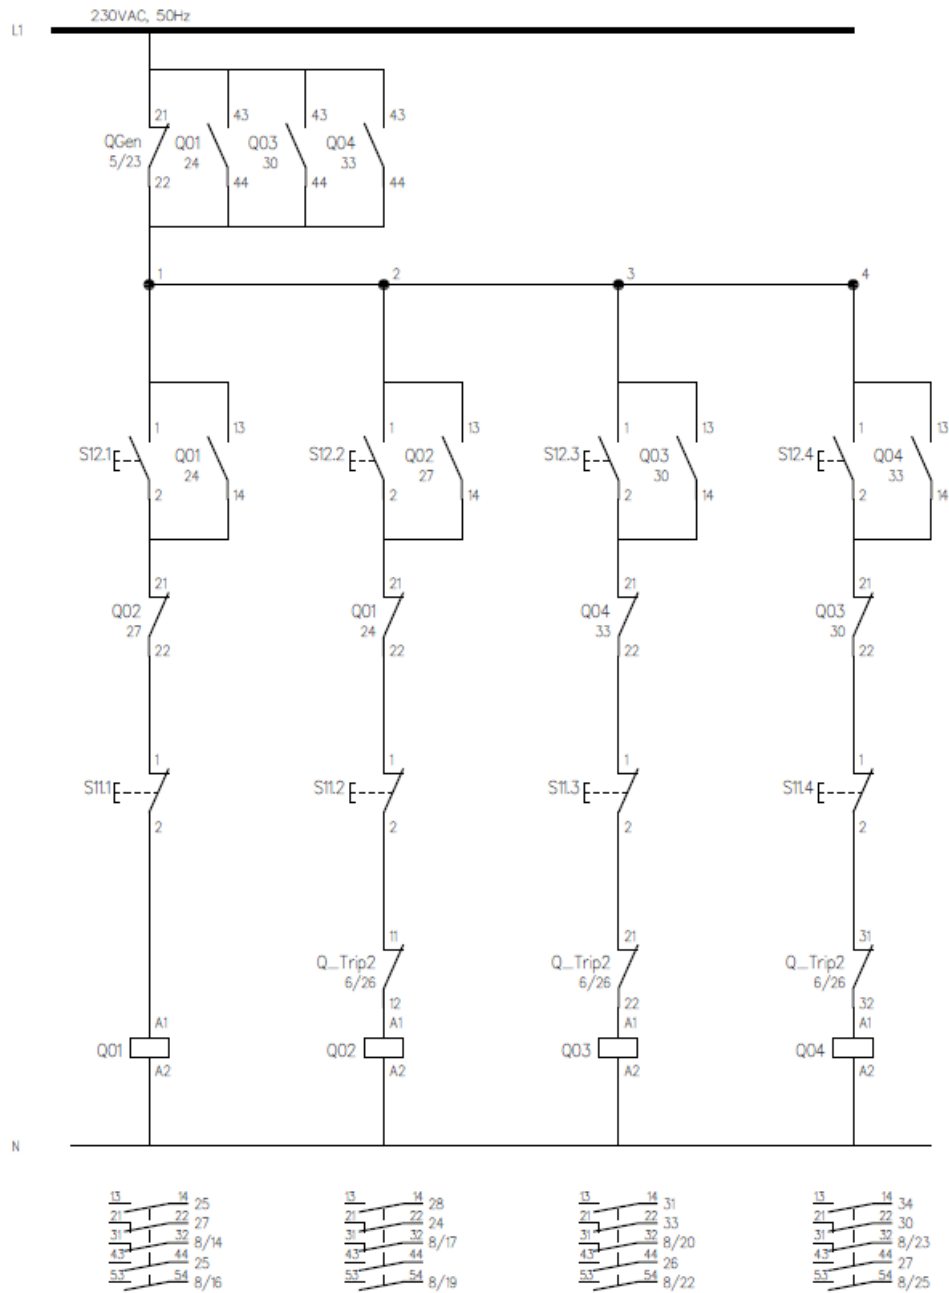 230VAC, 50Hz
L1
21 43 43 43
QGen Q01 Q03 Q04
5/23 24 30 33
22 44 44 44
1 2 3 4
1 13 1 13 1 13 1 13
S12.1 Q01 S12.2 Q02 S12.3 Q03 S12.4 Q04
24 27 30 33
2 14 2 14 2 14 2 14
21 21 21 21
Q02 Q01 Q04 Q03
27 24 33 30
22 22 22 22
1 1 1 1
S11.1 S11.2 S11.3 S11.4
2 2 2 2
11 21 31
Q_Trip2 Q_Trip2 Q_Trip2
6/26 6/26 6/26
12 22 32
A1 A1 A1 A1
Q01 Q02 Q03 Q04
A2 A2 A2 A2
N
13 14 25 13 14 28 13 14 31 13 14 34
21 22 27 21 22 24 21 22 33 21 22 30
31 32 8/14 31 32 8/17 31 32 8/20 31 32 8/23
43 44 25 43 44 43 44 26 43 44 27
53 54 8/16 53 54 8/19 53 54 8/22 53 54 8/25